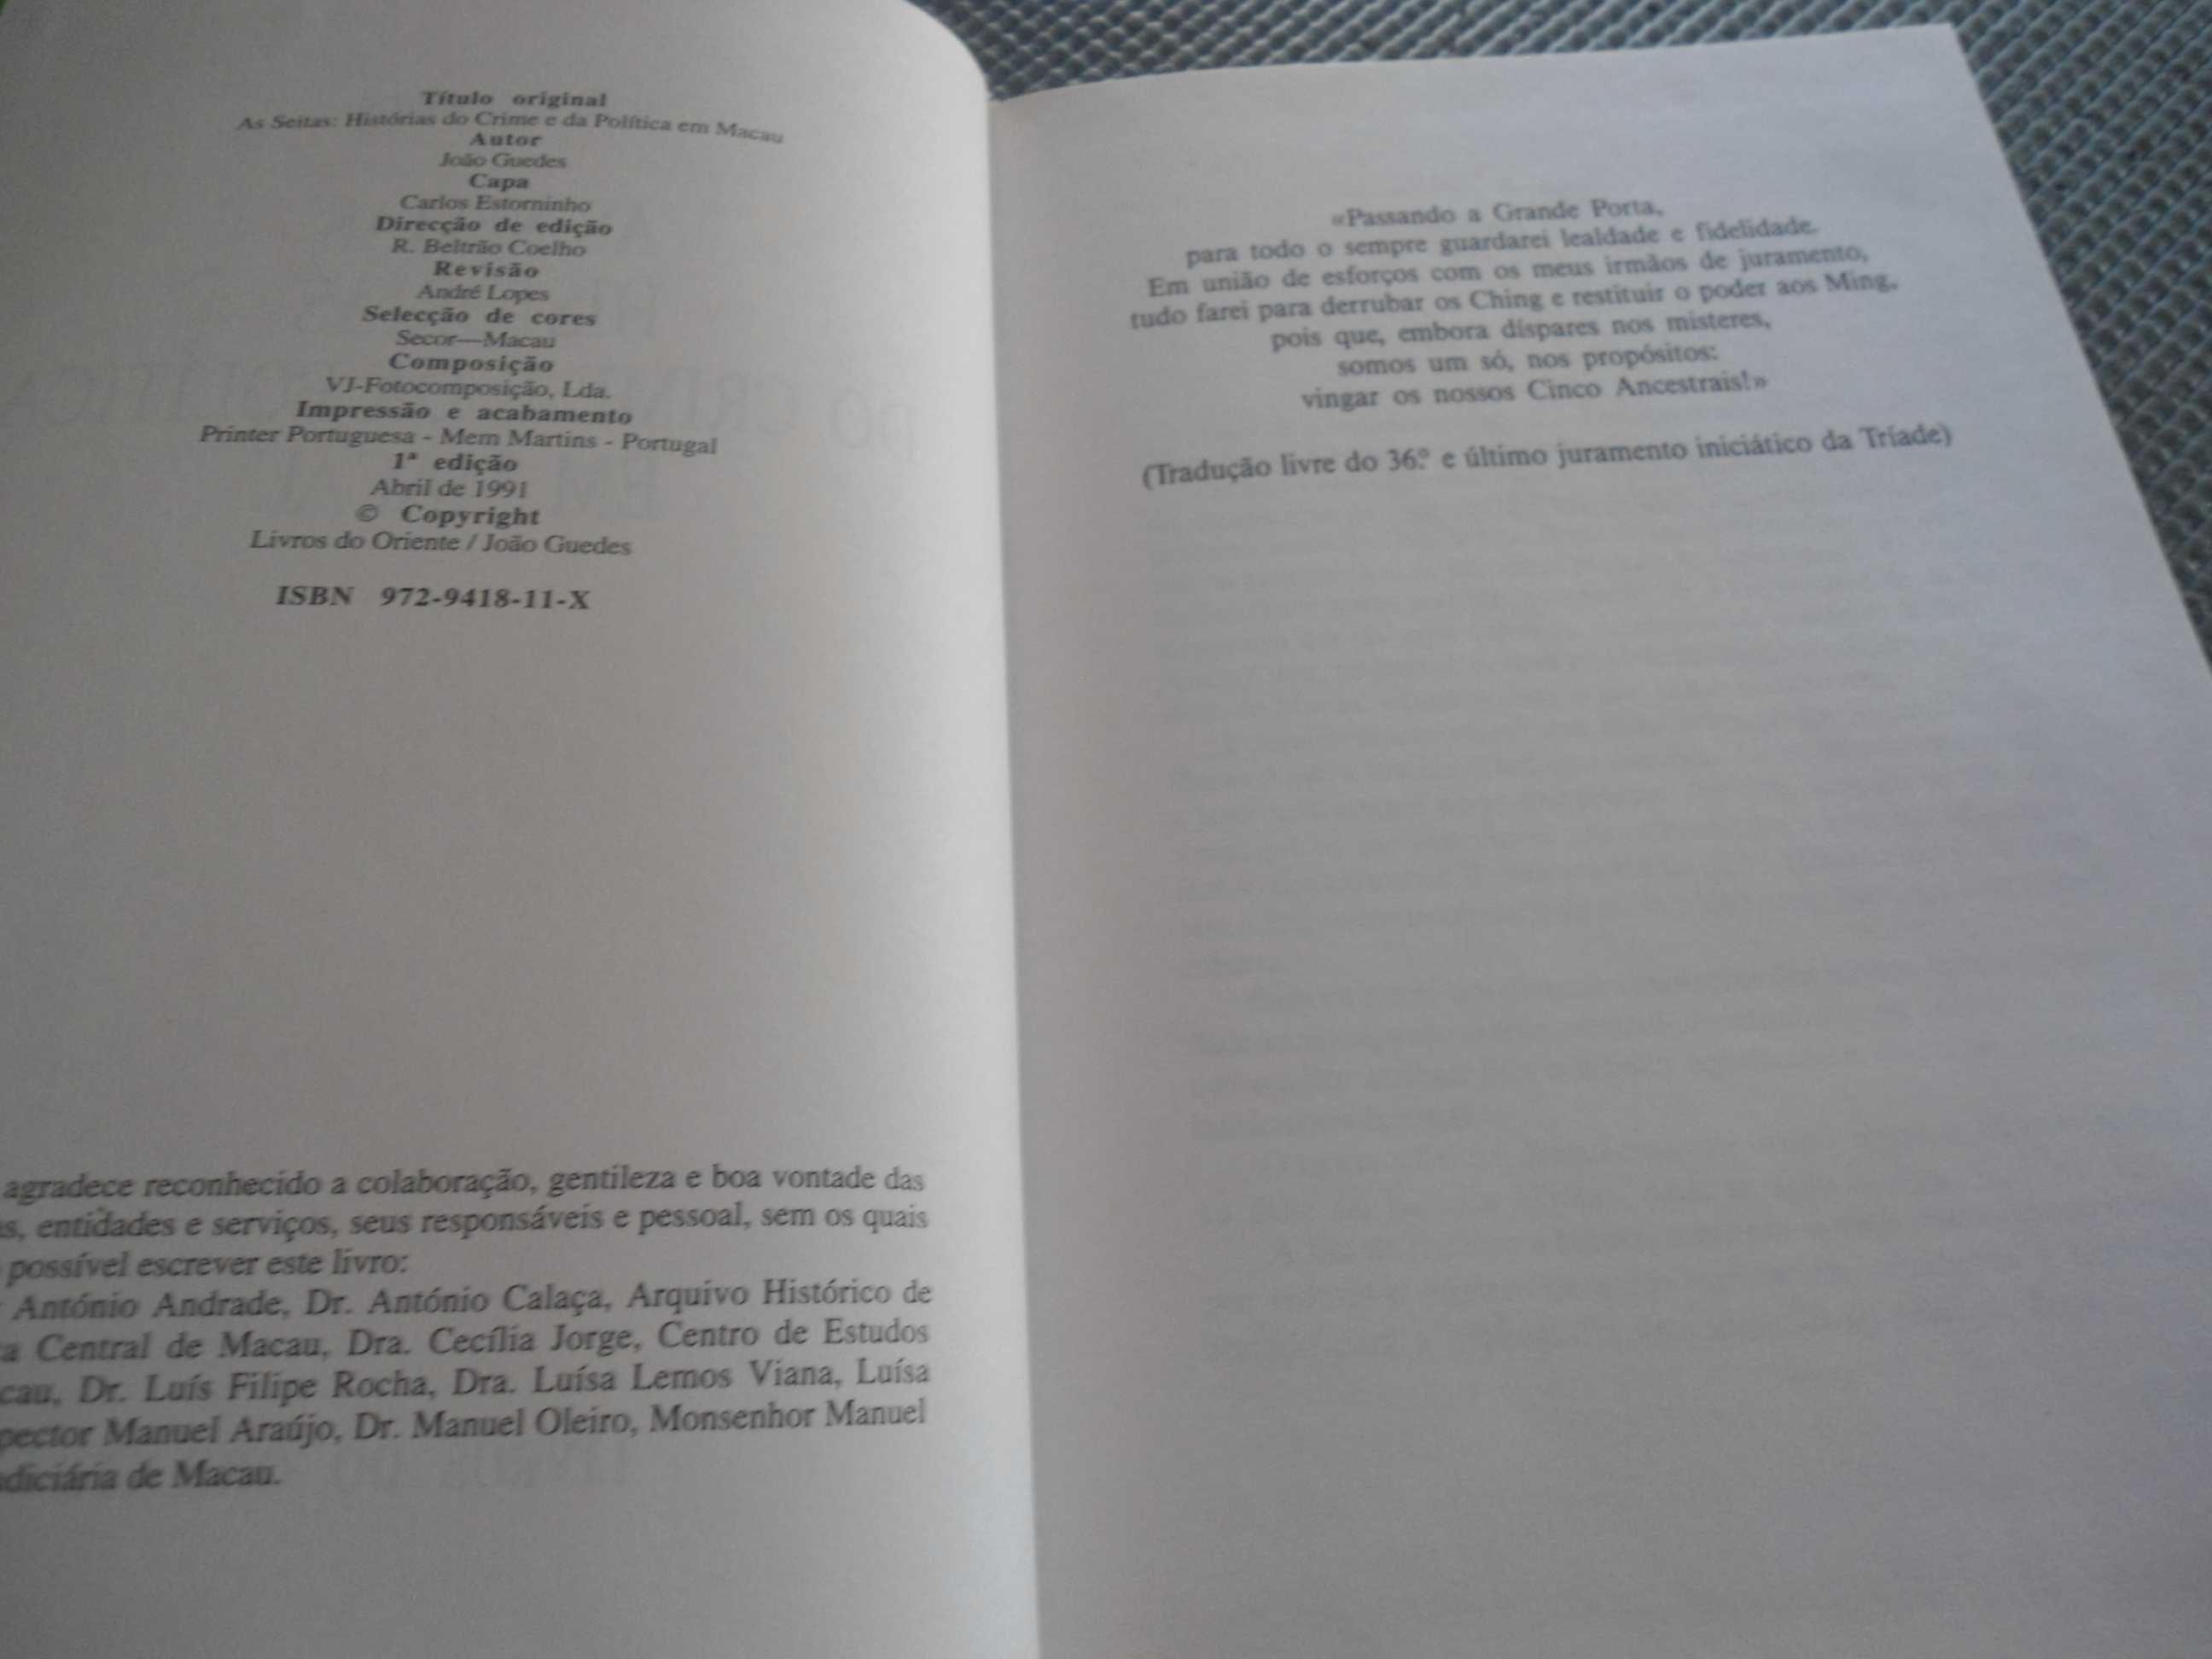 Título original
As Seitas: Histórias do Crime e da Política em Macau
Autor
João Guedes
Capa
Carlos Estorninho
Direcção de edição
R. Beltrão Coelho
Revisão
André Lopes
Selecção de cores
Secor—Macau
Composição
VJ-Fotocomposição, Lda.
Impressão e acabamento
Printer Portuguesa - Mem Martins - Portugal
1ª edição
Abril de 1991
© Copyright
Livros do Oriente / João Guedes
ISBN 972-9418-11-X
agradece reconhecido a colaboração, gentileza e boa vontade das
s, entidades e serviços, seus responsáveis e pessoal, sem os quais
possível escrever este livro:
António Andrade, Dr. António Calaça, Arquivo Histórico de
a Central de Macau, Dra. Cecília Jorge, Centro de Estudos
cau, Dr. Luís Filipe Rocha, Dra. Luísa Lemos Viana, Luísa
pector Manuel Araújo, Dr. Manuel Oleiro, Monsenhor Manuel
diciária de Macau.
«Passando a Grande Porta,
para todo o sempre guardarei lealdade e fidelidade.
Em união de esforços com os meus irmãos de juramento,
tudo farei para derrubar os Ching e restituir o poder aos Ming,
pois que, embora díspares nos misteres,
somos um só, nos propósitos:
vingar os nossos Cinco Ancestrais!»
(Tradução livre do 36.º e último juramento iniciático da Tríade)